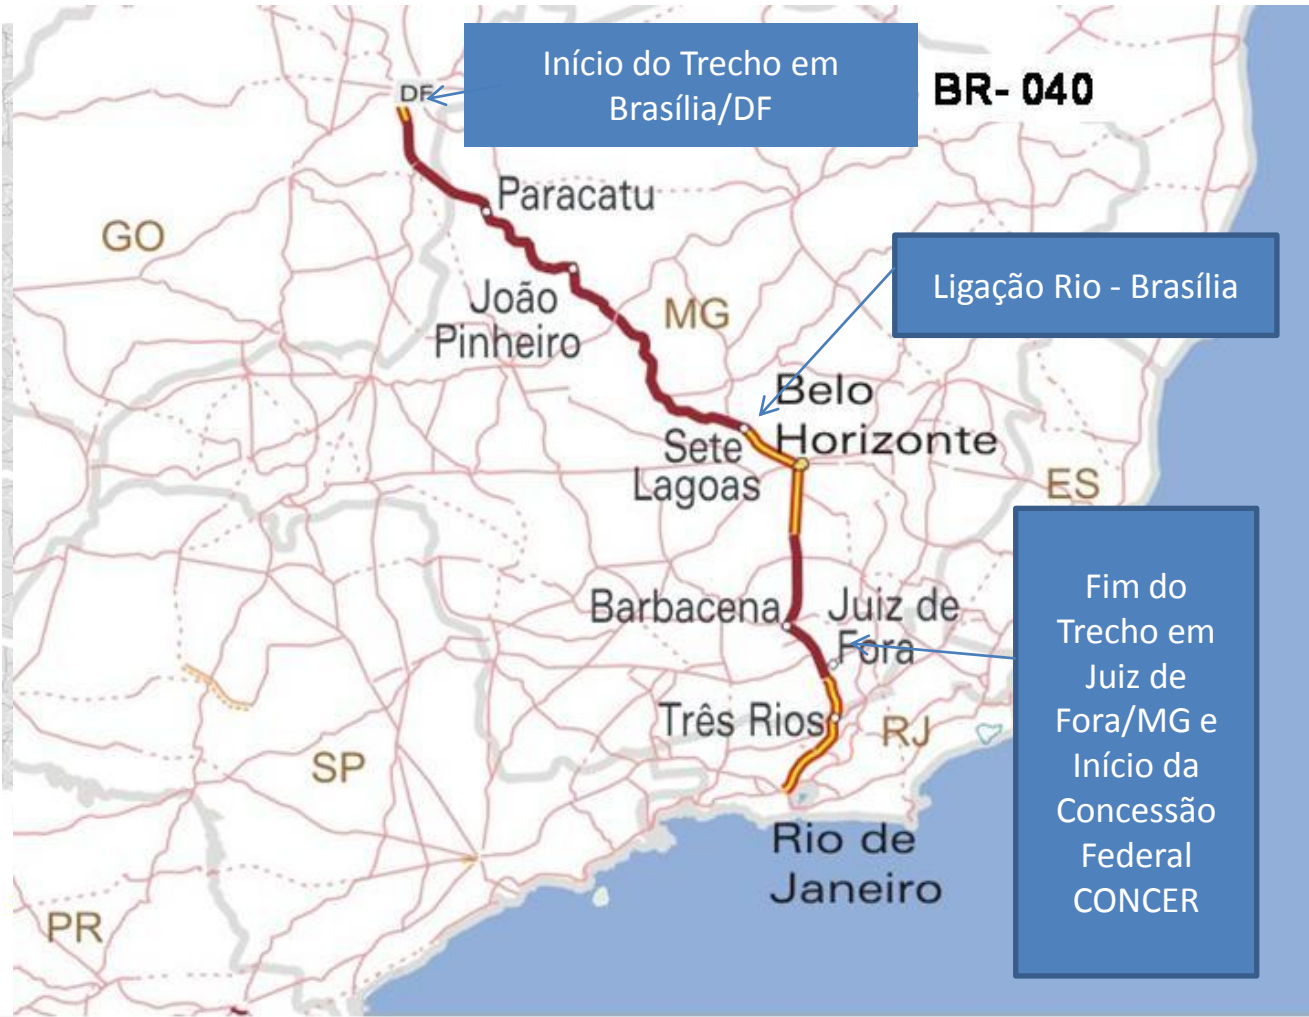 Início do Trecho em
Brasília/DF
BR- 040
DF
Paracatu
GO
Ligação Rio - Brasília
João
Pinheiro
MG
Belo
Horizonte
Sete
Lagoas
ES
Fim do
Trecho em
Juiz de
Fora/MG e
Início da
Concessão
Federal
CONCER
Barbacena
Juiz de
Fora
Três Rios
RJ
SP
Rio de
Janeiro
PR